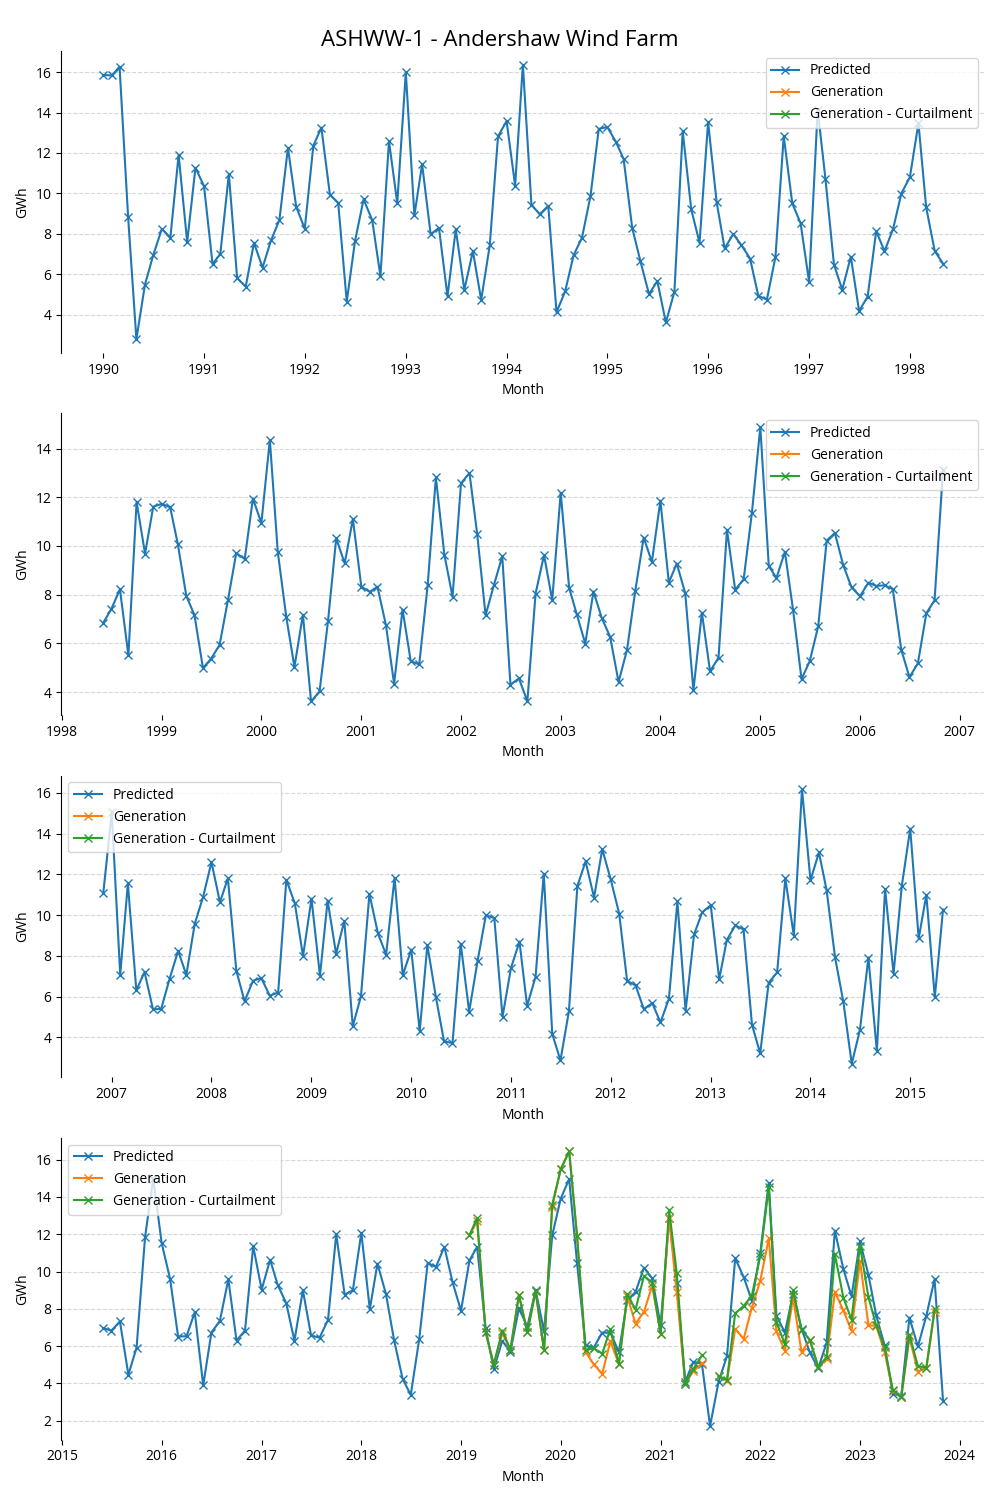 ASHWW-1 - Andershaw Wind Farm
GWh
16
14
12
10
8
6
4
Predicted
Generation
Generation - Curtailment
1990 1991 1992 1993 1994 1995 1996 1997 1998
Month
GWh
14
12
10
8
6
4
Predicted
Generation
Generation - Curtailment
1998 1999 2000 2001 2002 2003 2004 2005 2006 2007
Month
GWh
16
14
12
10
8
6
4
Predicted
Generation
Generation - Curtailment
2007 2008 2009 2010 2011 2012 2013 2014 2015
Month
GWh
16
14
12
10
8
6
4
2
Predicted
Generation
Generation - Curtailment
2015 2016 2017 2018 2019 2020 2021 2022 2023 2024
Month